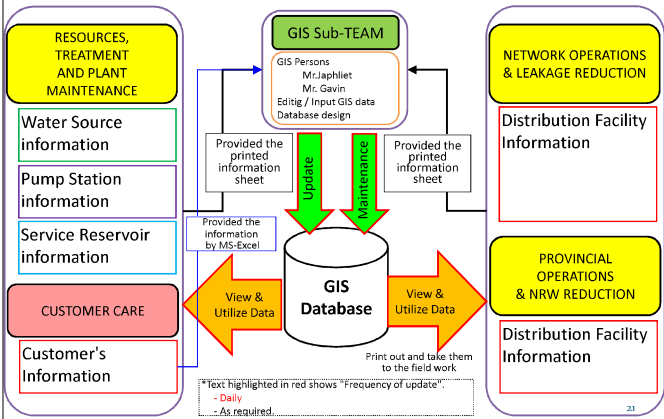 RESOURCES,
TREATMENT
AND PLANT
MAINTENANCE
Water Source
information
Pump Station
information
Service Reservoir
information
CUSTOMER CARE
Customer's
Information
GIS Sub-TEAM
GIS Persons
Mr.Japhliet
Mr. Gavin
Editig / Input GIS data
Database design
Provided the
printed
information
sheet
Update
Maintenance
Provided the
printed
information
sheet
Provided the
information
by MS-Excel
GIS
Database
View &
Utilize Data
View &
Utilize Data
Print out and take them
to the field work
NETWORK OPERATIONS
& LEAKAGE REDUCTION
Distribution Facility
Information
PROVINCIAL
OPERATIONS
& NRW REDUCTION
Distribution Facility
Information
*Text highlighted in red shows "Frequency of update".
- Daily
- As required.
21